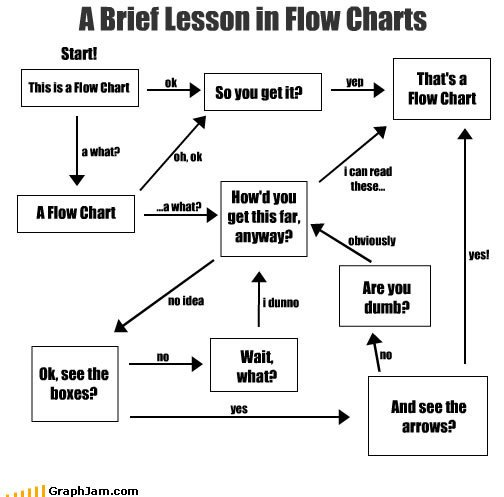 A Brief Lesson in Flow Charts
Start!
This is a Flow Chart
ok
So you get it?
yep
That's a
Flow Chart
a what?
oh, ok
i can read
these...
A Flow Chart
...a what?
How'd you
get this far,
anyway?
obviously
yes!
no idea
i dunno
Are you
dumb?
Ok, see the
boxes?
no
Wait,
what?
no
yes
And see the
arrows?
GraphJam.com